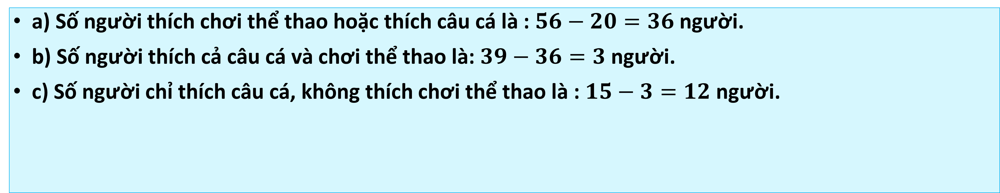 • a) Số người thích chơi thể thao hoặc thích câu cá là : 56 − 20 = 36 người.
• b) Số người thích cả câu cá và chơi thể thao là: 39 − 36 = 3 người.
• c) Số người chỉ thích câu cá, không thích chơi thể thao là : 15 − 3 = 12 người.